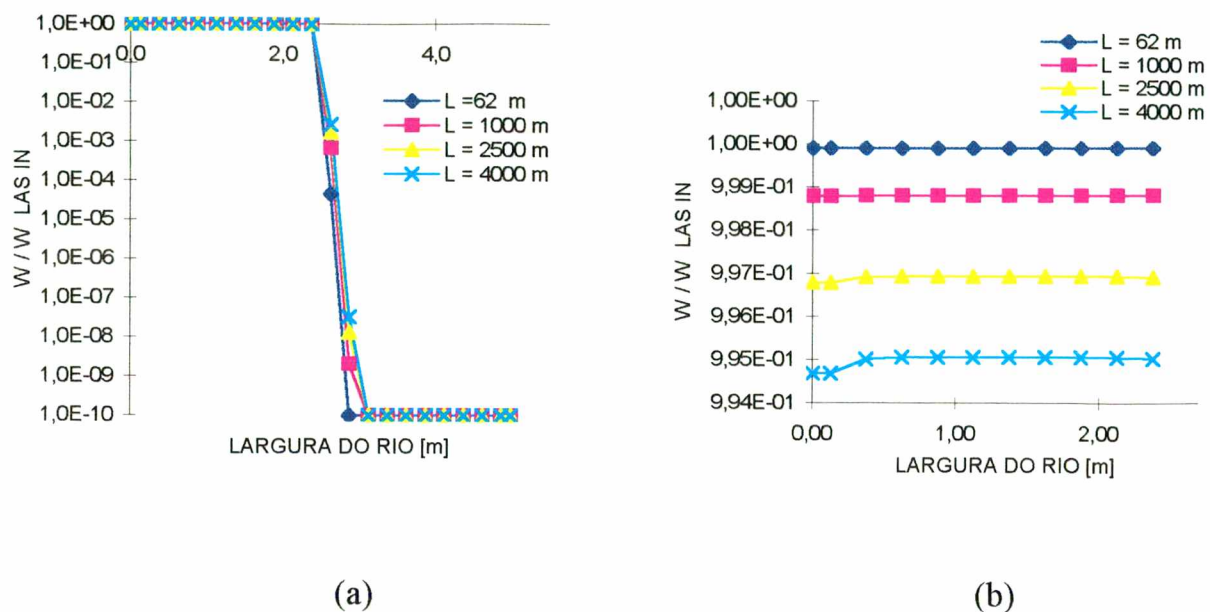 1,0E+00
1,0E-01
1,0E-02
1,0E-03
1,0E-04
1,0E-05
1,0E-06
1,0E-07
1,0E-08
1,0E-09
1,0E-10
0,0
2,0
4,0
W / W LAS IN
LARGURA DO RIO [m]
L =62 m
L = 1000 m
L = 2500 m
L = 4000 m
(a)
L = 62 m
L = 1000 m
L = 2500 m
L = 4000 m
1,00E+00
1,00E+00
9,99E-01
9,98E-01
9,97E-01
9,96E-01
9,95E-01
9,94E-01
W / W LAS IN
0,00
1,00
2,00
LARGURA DO RIO [m]
(b)